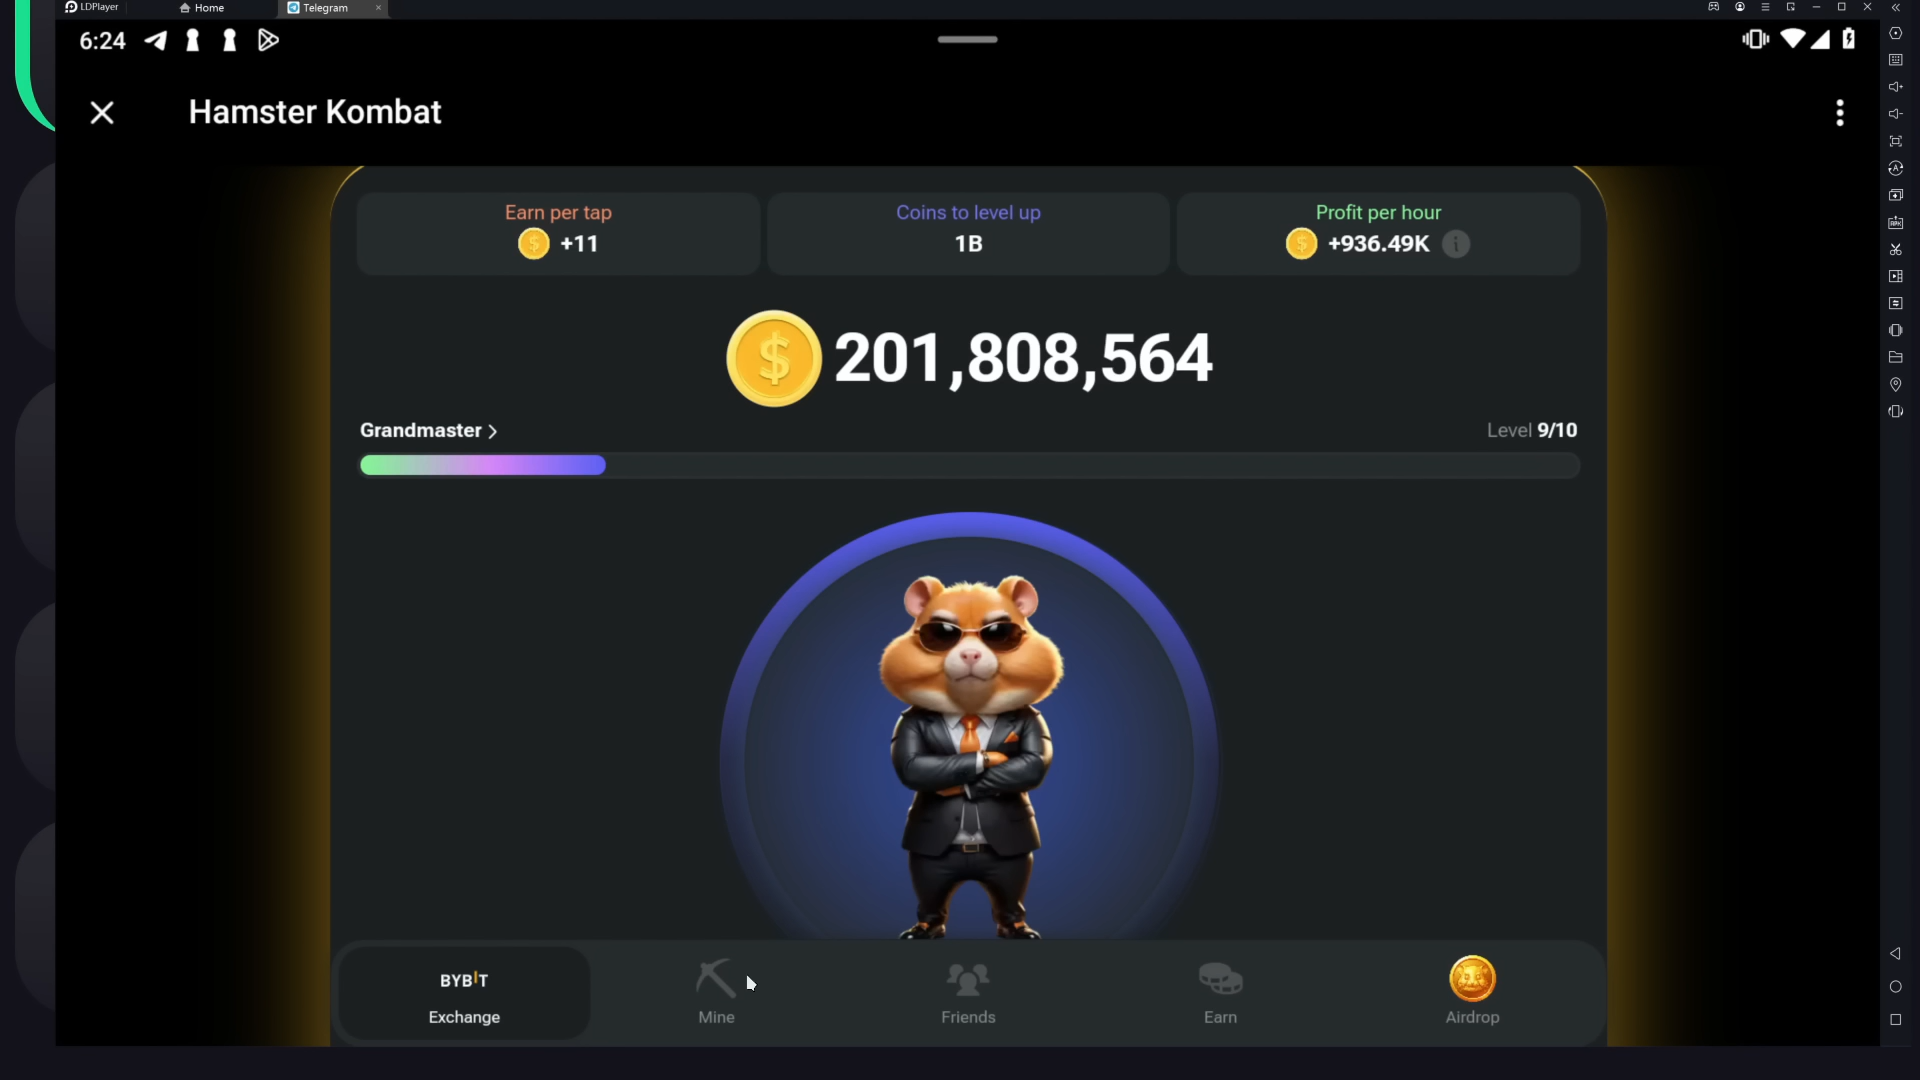 LDPlayer
Home
Telegram
6:24
Hamster Kombat
Earn per tap
+11
Coins to level up
1B
Profit per hour
+936.49K
201,808,564
Grandmaster
Level 9/10
BYBIT
Exchange
Mine
Friends
Earn
Airdrop